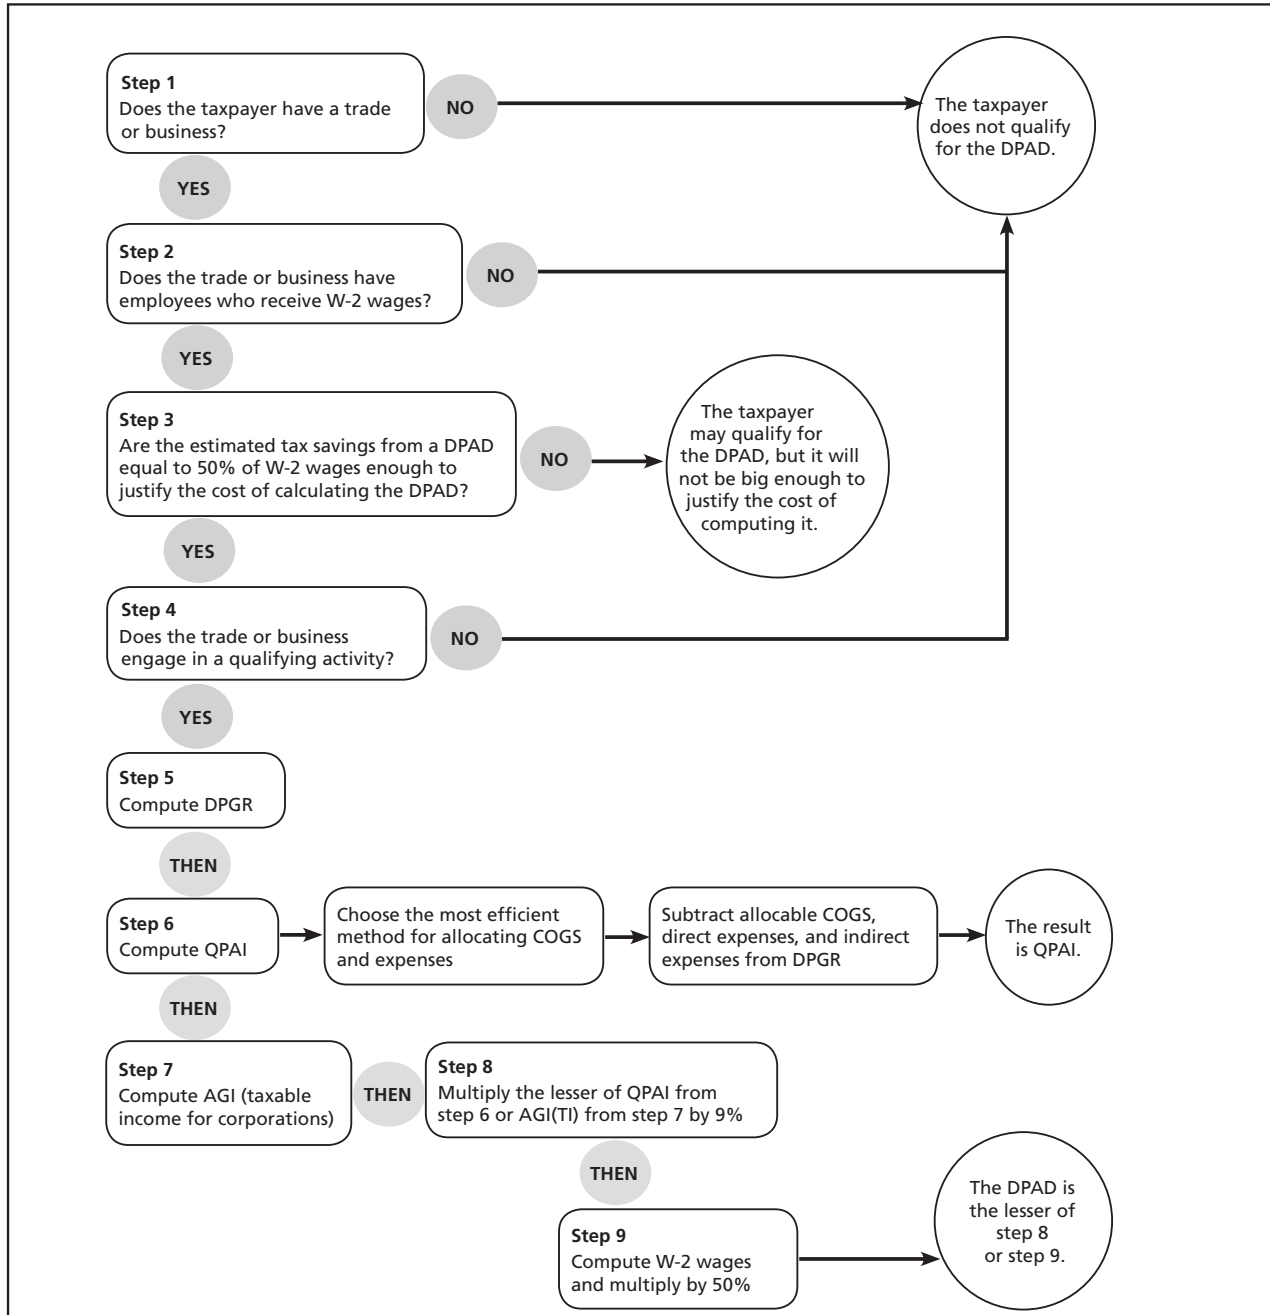 Step 1
Does the taxpayer have a trade
or business?
NO
The taxpayer
does not qualify
for the DPAD.
YES
Step 2
Does the trade or business have
employees who receive W-2 wages?
NO
YES
Step 3
Are the estimated tax savings from a DPAD
equal to 50% of W-2 wages enough to
justify the cost of calculating the DPAD?
NO
The taxpayer
may qualify for
the DPAD, but it will
not be big enough to
justify the cost of
computing it.
YES
Step 4
Does the trade or business
engage in a qualifying activity?
NO
YES
Step 5
Compute DPGR
THEN
Step 6
Compute QPAI
Choose the most efficient
method for allocating COGS
and expenses
Subtract allocable COGS,
direct expenses, and indirect
expenses from DPGR
The result
is QPAI.
THEN
Step 7
Compute AGI (taxable
income for corporations)
THEN
Step 8
Multiply the lesser of QPAI from
step 6 or AGI(TI) from step 7 by 9%
THEN
Step 9
Compute W-2 wages
and multiply by 50%
The DPAD is
the lesser of
step 8
or step 9.